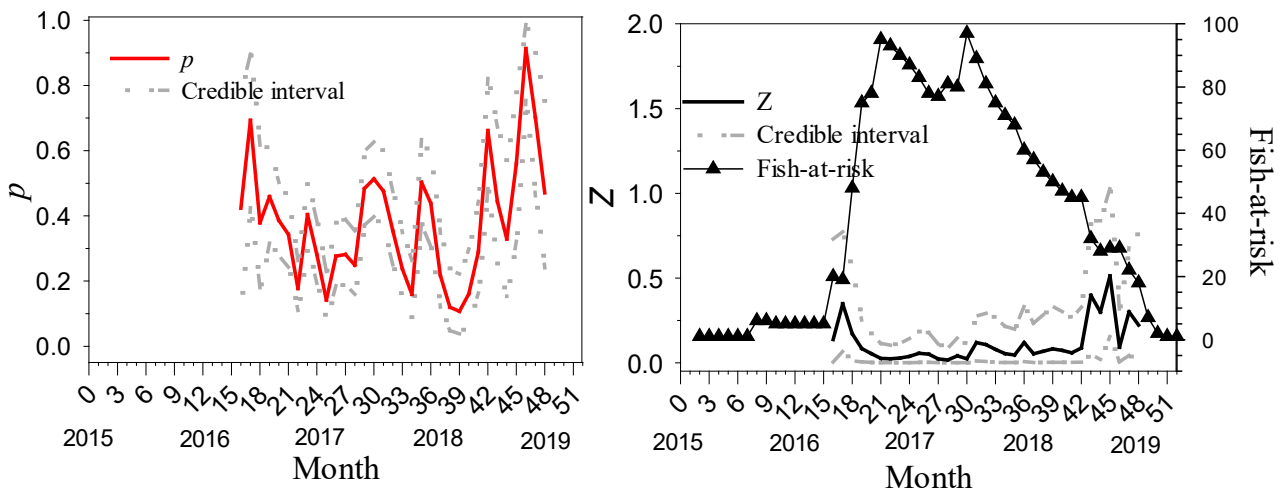 1.0
0.8
0.6
0.4
0.2
0.0
p
p
Credible interval
0 3 6 9 12 15 18 21 24 27 30 33 36 39 42 45 48 51
2015 2016 2017 2018 2019
Month
2.0
1.5
1.0
0.5
0.0
Z
Z
Credible interval
Fish-at-risk
100
80
60
40
20
0
Fish-at-risk
0 3 6 9 12 15 18 21 24 27 30 33 36 39 42 45 48 51
2015 2016 2017 2018 2019
Month